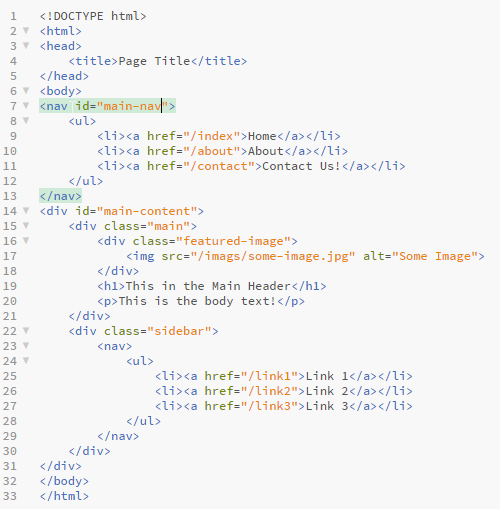 1 <!DOCTYPE html>
2 <html>
3 <head>
4     <title>Page Title</title>
5 </head>
6 <body>
7 <nav id="main-nav">
8     <ul>
9         <li><a href="/index">Home</a></li>
10         <li><a href="/about">About</a></li>
11         <li><a href="/contact">Contact Us!</a></li>
12     </ul>
13 </nav>
14 <div id="main-content">
15     <div class="main">
16         <div class="featured-image">
17             <img src="/imags/some-image.jpg" alt="Some Image">
18         </div>
19         <h1>This in the Main Header</h1>
20         <p>This is the body text!</p>
21     </div>
22     <div class="sidebar">
23         <nav>
24             <ul>
25                 <li><a href="/link1">Link 1</a></li>
26                 <li><a href="/link2">Link 2</a></li>
27                 <li><a href="/link3">Link 3</a></li>
28             </ul>
29         </nav>
30     </div>
31 </div>
32 </body>
33 </html>